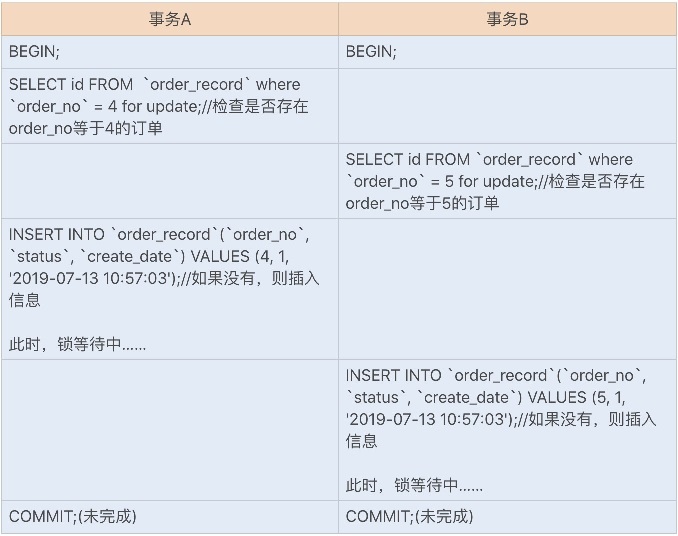 事务A
事务B
BEGIN;
BEGIN;
SELECT id FROM  `order_record` where
`order_no` = 4 for update;//检查是否存在
order_no等于4的订单
SELECT id FROM `order_record` where
`order_no` = 5 for update;//检查是否存在
order_no等于5的订单
INSERT INTO `order_record`(`order_no`,
`status`, `create_date`) VALUES (4, 1,
'2019-07-13 10:57:03');//如果没有，则插入
信息
此时，锁等待中……
INSERT INTO `order_record`(`order_no`,
`status`, `create_date`) VALUES (5, 1,
'2019-07-13 10:57:03');//如果没有，则插入
信息
此时，锁等待中……
COMMIT;(未完成)
COMMIT;(未完成)